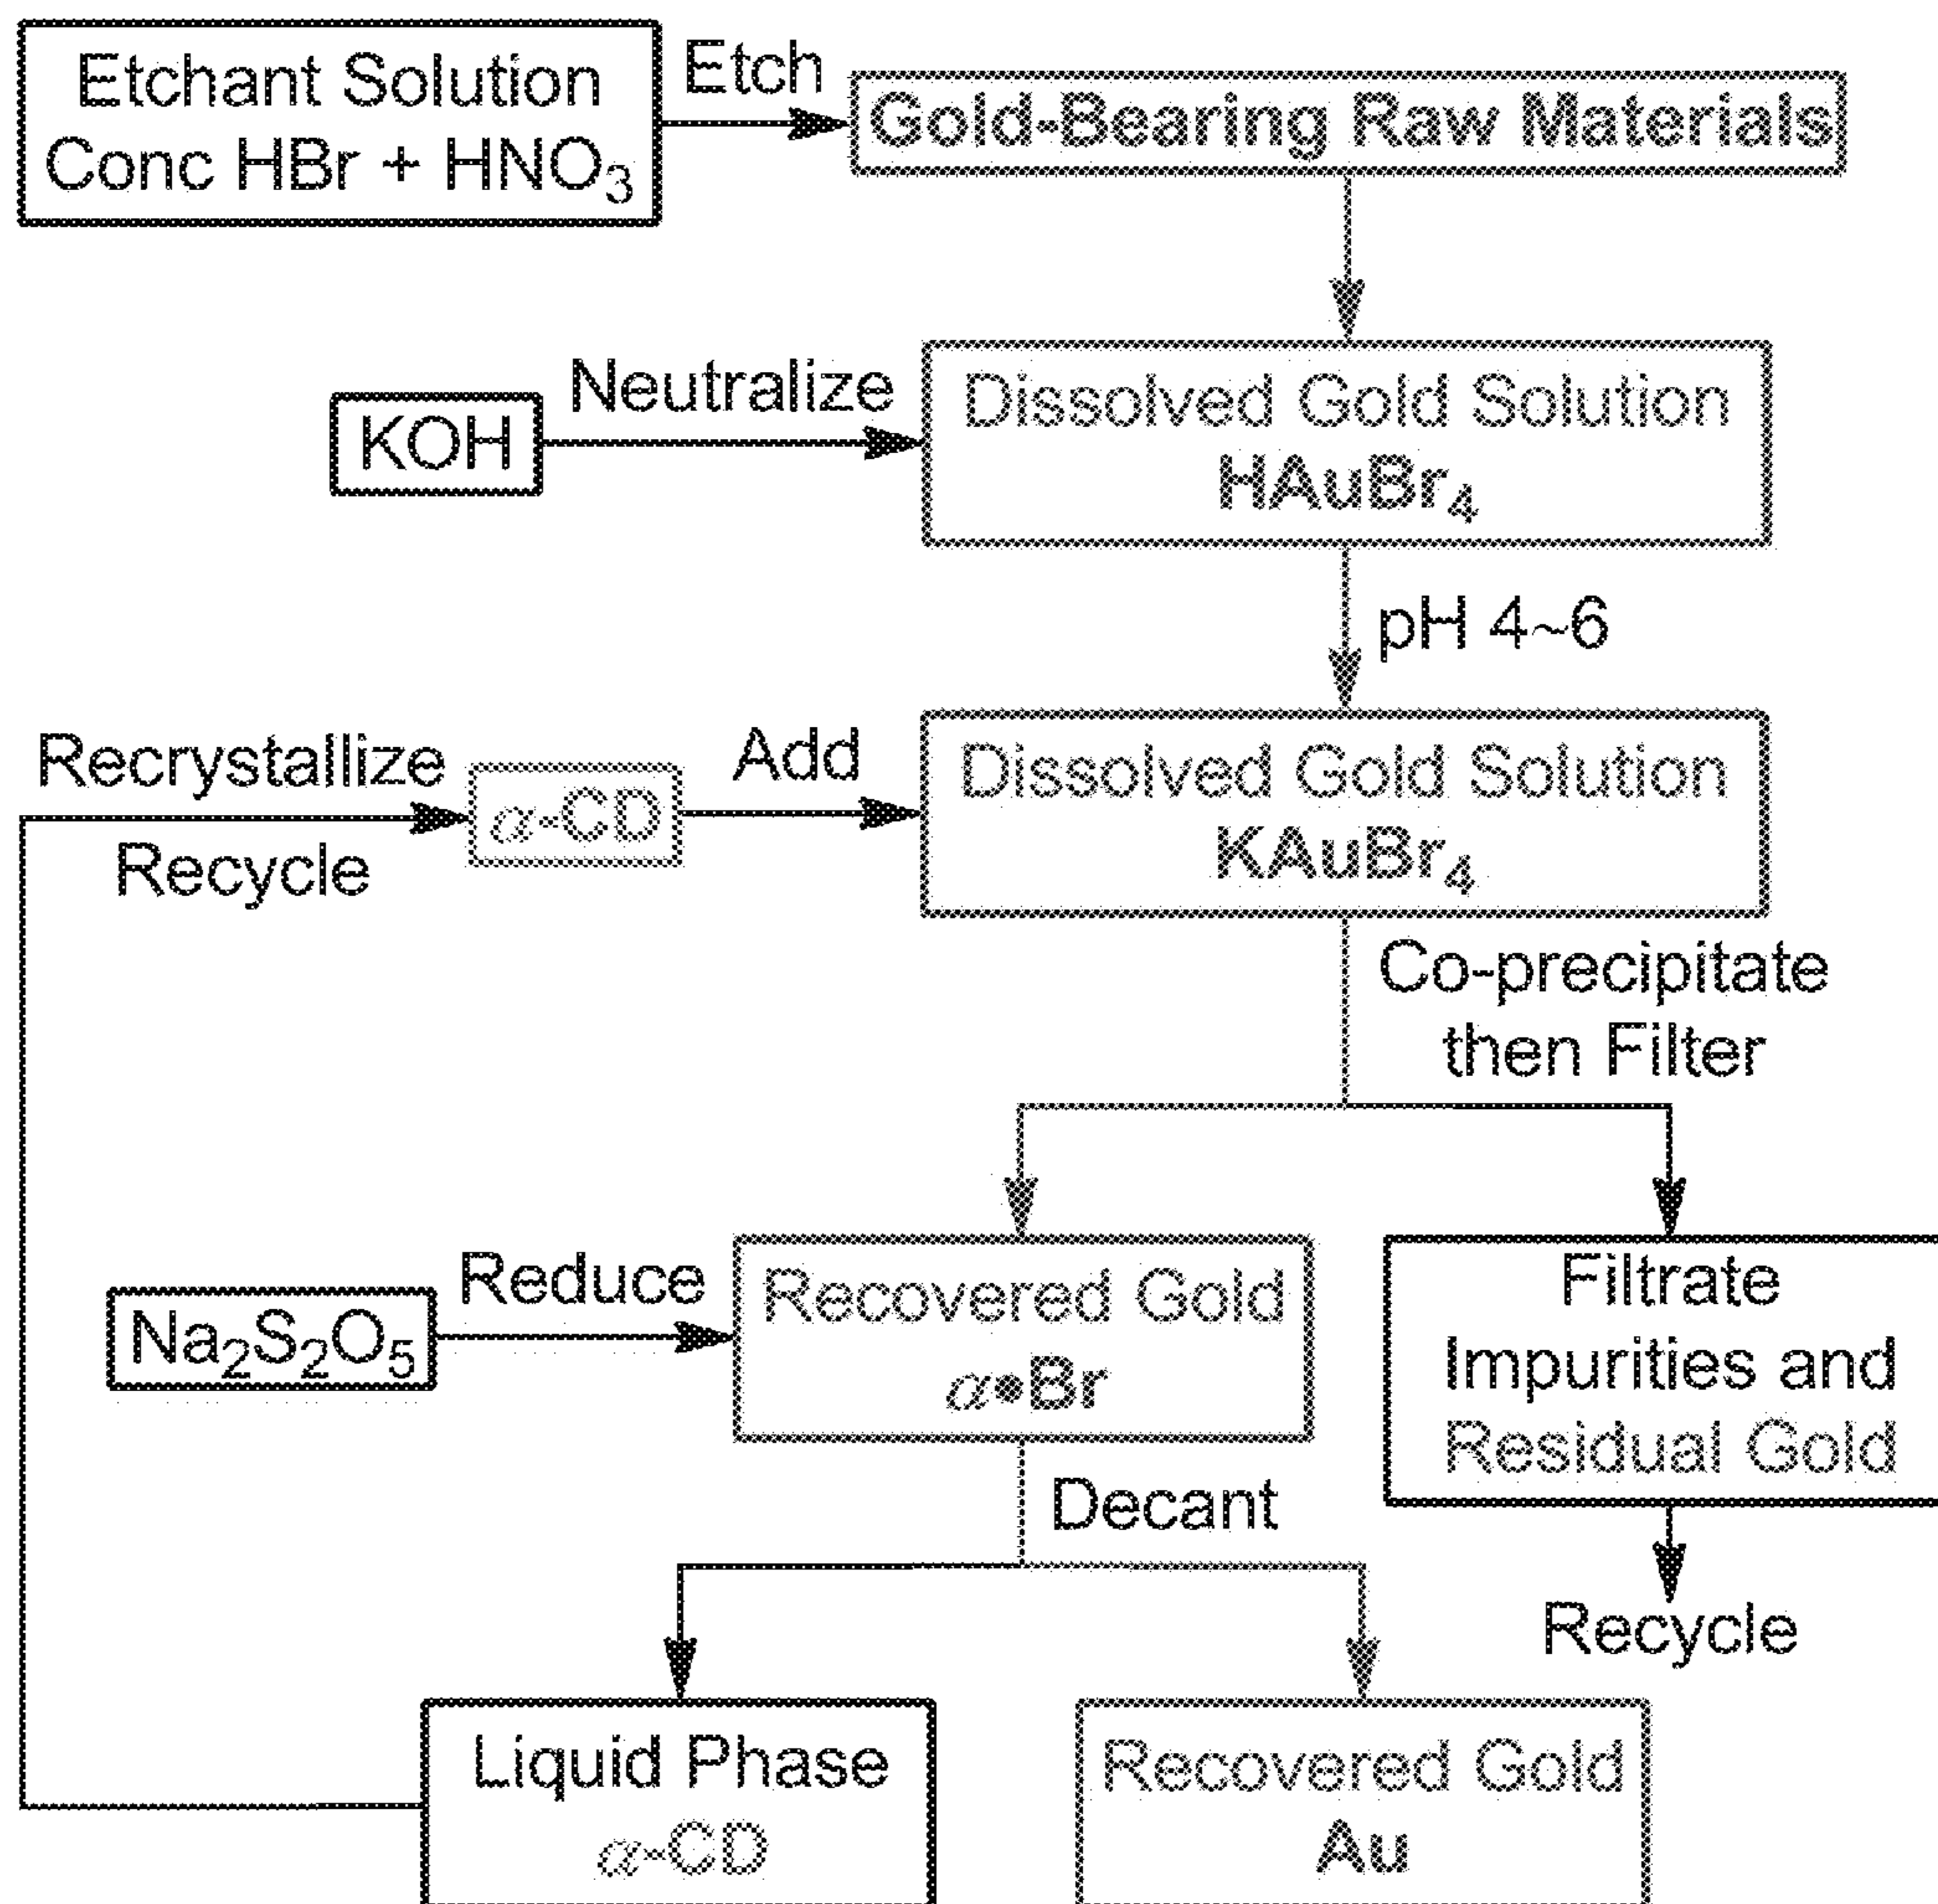 Etchant Solution
Conc HBr + HNO₃
Etch
Gold-Bearing Raw Materials
KOH
Neutralize
Dissolved Gold Solution
HAuBr₄
pH 4~6
Recrystallize
Recycle
α-CD
Add
Dissolved Gold Solution
KAuBr₄
Co-precipitate
then Filter
Na₂S₂O₅
Reduce
Recovered Gold
α•Br
Filtrate
Impurities and
Residual Gold
Decant
Recycle
Liquid Phase
α-CD
Recovered Gold
Au